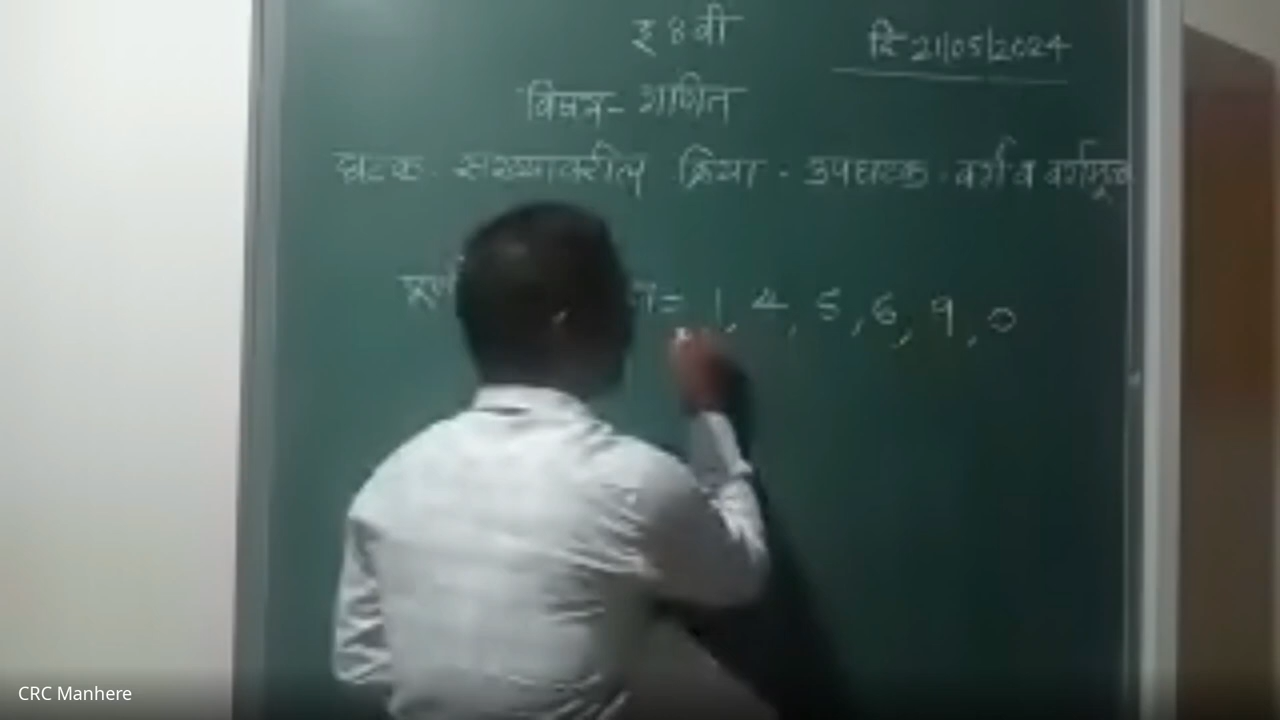 इ 8 वी
दि 21/05/2024
विषय- गणित
घटक. संख्यावरील क्रिया. उपघटक. वर्ग व वर्गमूळ
= 1, 4, 5, 6, 9, 0
CRC Manhere